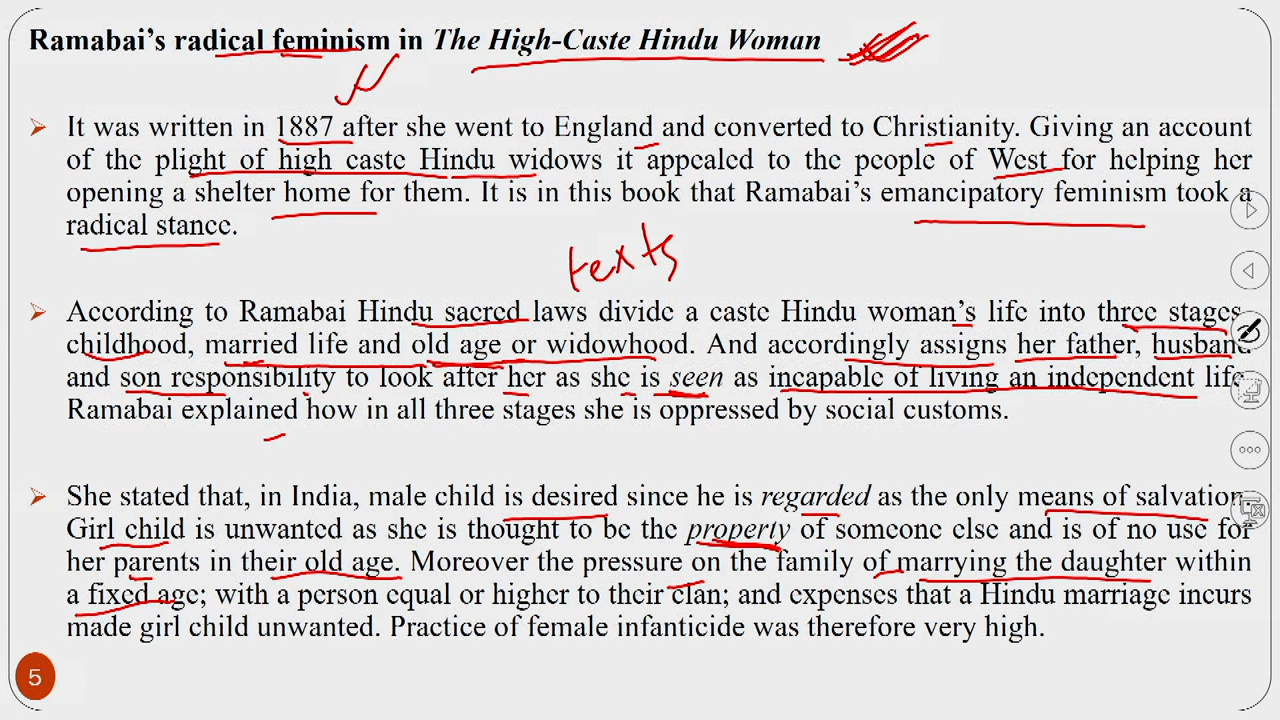 Ramabai's radical feminism in The High-Caste Hindu Woman
➢ It was written in 1887 after she went to England and converted to Christianity. Giving an account
of the plight of high caste Hindu widows it appealed to the people of West for helping her
opening a shelter home for them. It is in this book that Ramabai's emancipatory feminism took a
radical stance.
texts
➢ According to Ramabai Hindu sacred laws divide a caste Hindu woman's life into three stages,
childhood, married life and old age or widowhood. And accordingly assigns her father, husband
and son responsibility to look after her as she is seen as incapable of living an independent life.
Ramabai explained how in all three stages she is oppressed by social customs.
➢ She stated that, in India, male child is desired since he is regarded as the only means of salvation.
Girl child is unwanted as she is thought to be the property of someone else and is of no use for
her parents in their old age. Moreover the pressure on the family of marrying the daughter within
a fixed age; with a person equal or higher to their clan; and expenses that a Hindu marriage incurs
made girl child unwanted. Practice of female infanticide was therefore very high.
5